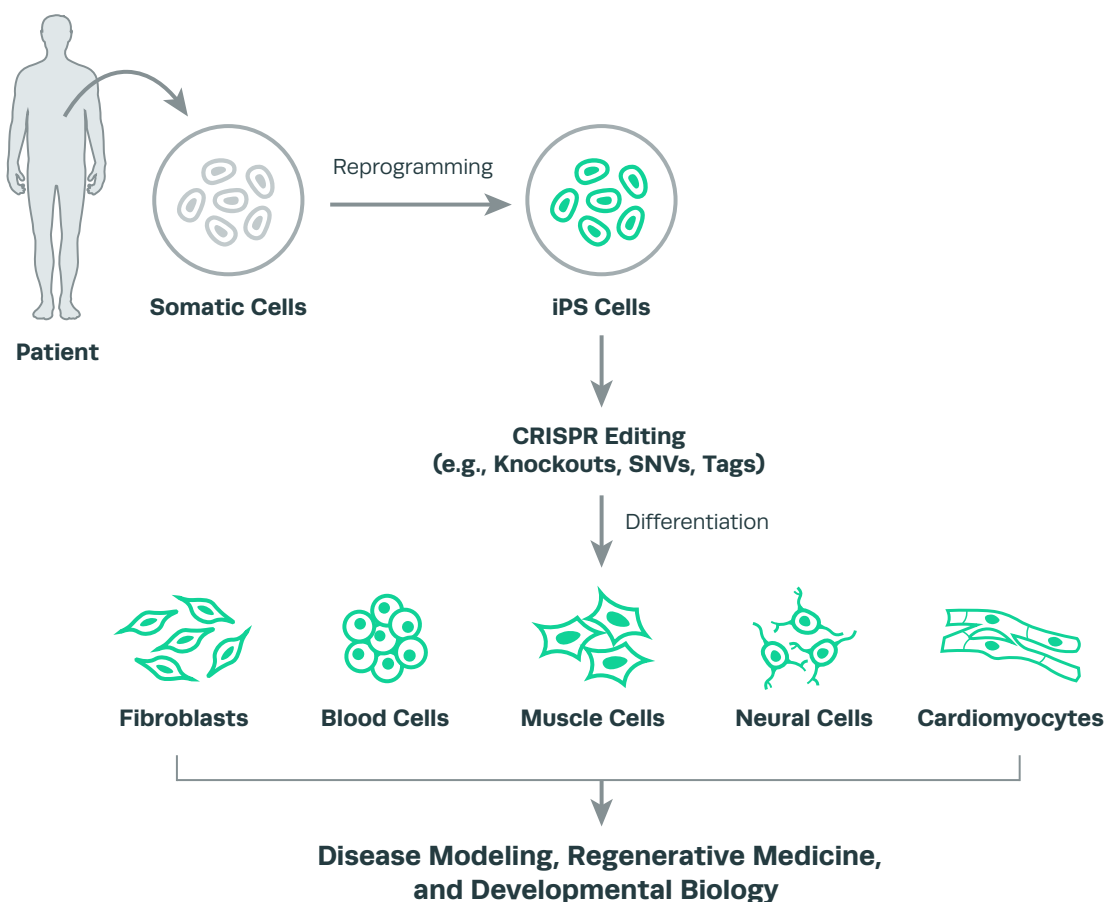 Reprogramming
Somatic Cells
iPS Cells
Patient
CRISPR Editing
(e.g., Knockouts, SNVs, Tags)
Differentiation
Fibroblasts
Blood Cells
Muscle Cells
Neural Cells
Cardiomyocytes
Disease Modeling, Regenerative Medicine,
and Developmental Biology